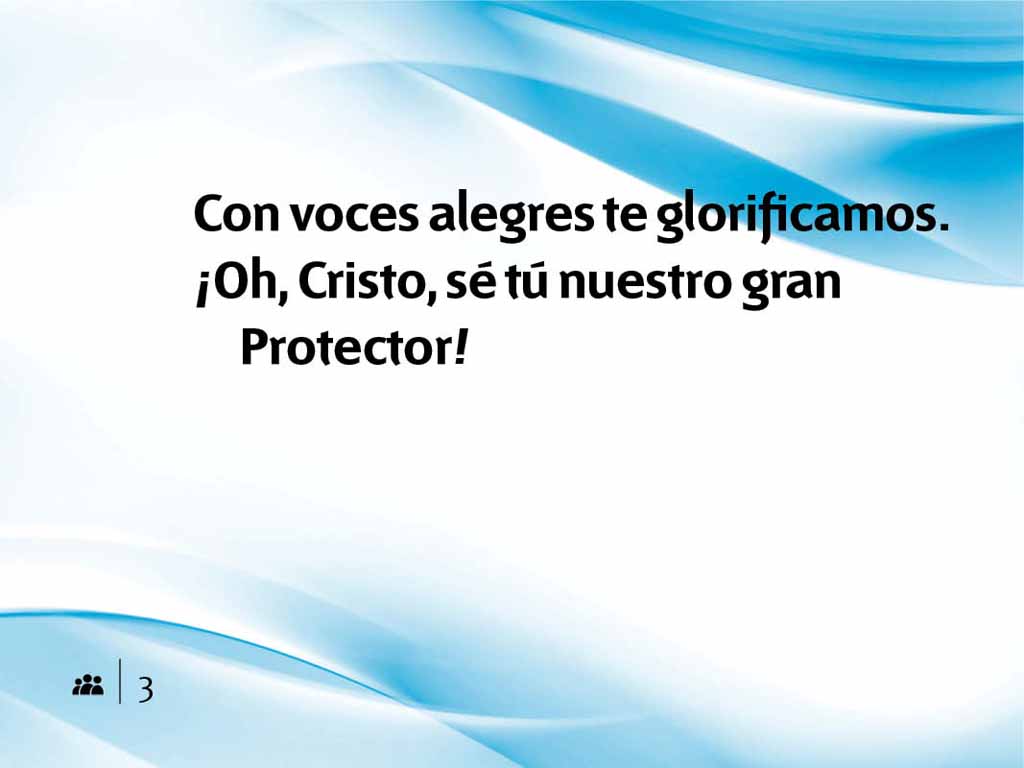 Con voces alegres te glorificamos.
¡Oh, Cristo, sé tú nuestro gran
Protector!
3